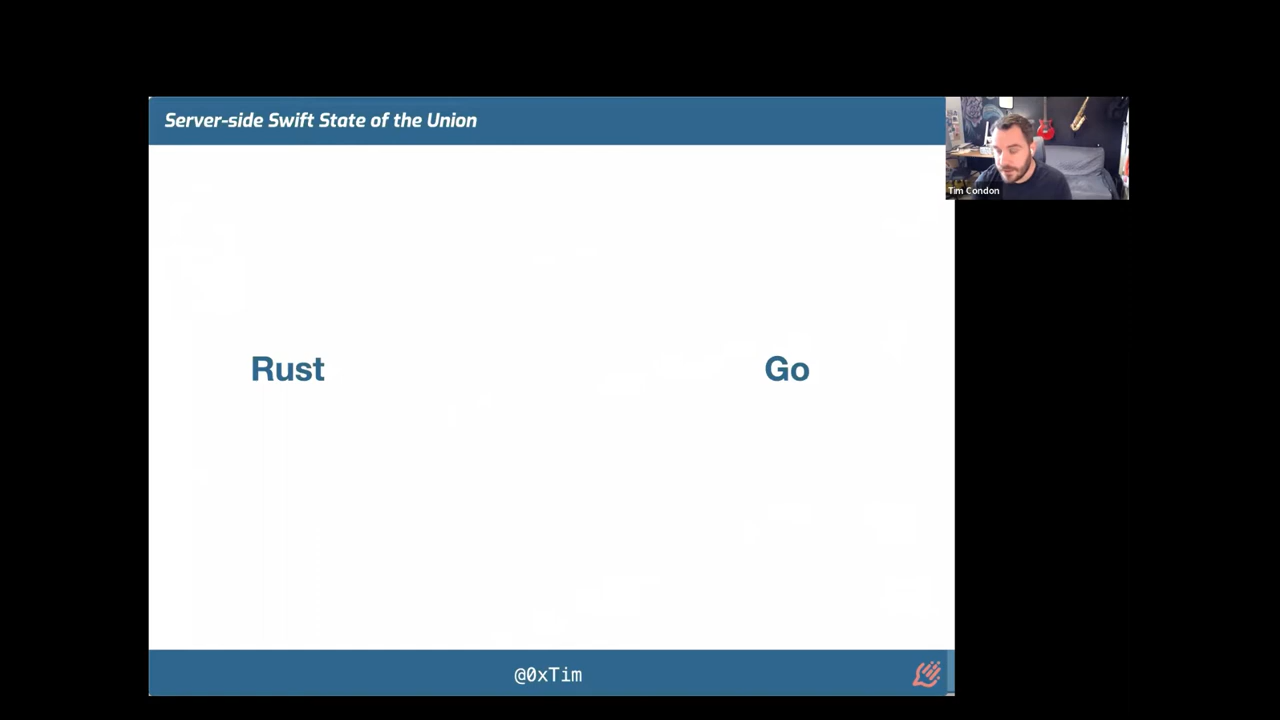 Server-side Swift State of the Union
Tim Condon
Rust
Go
@0xTim